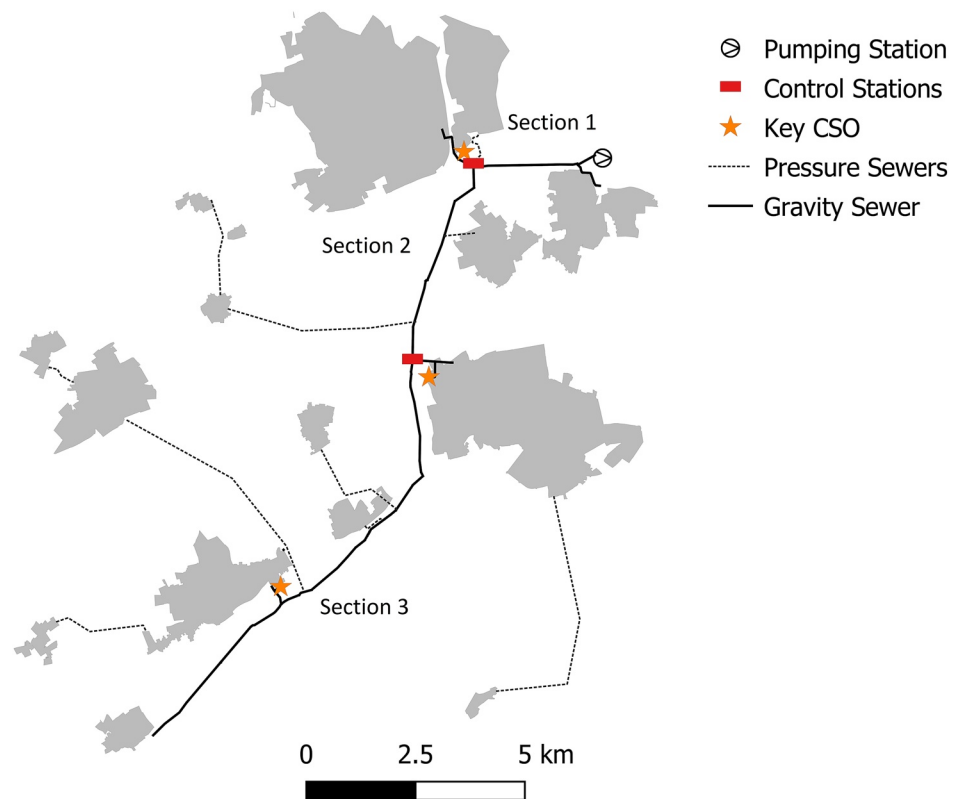 Pumping Station
Control Stations
Key CSO
Pressure Sewers
Gravity Sewer
Section 1
Section 2
Section 3
0 2.5 5 km